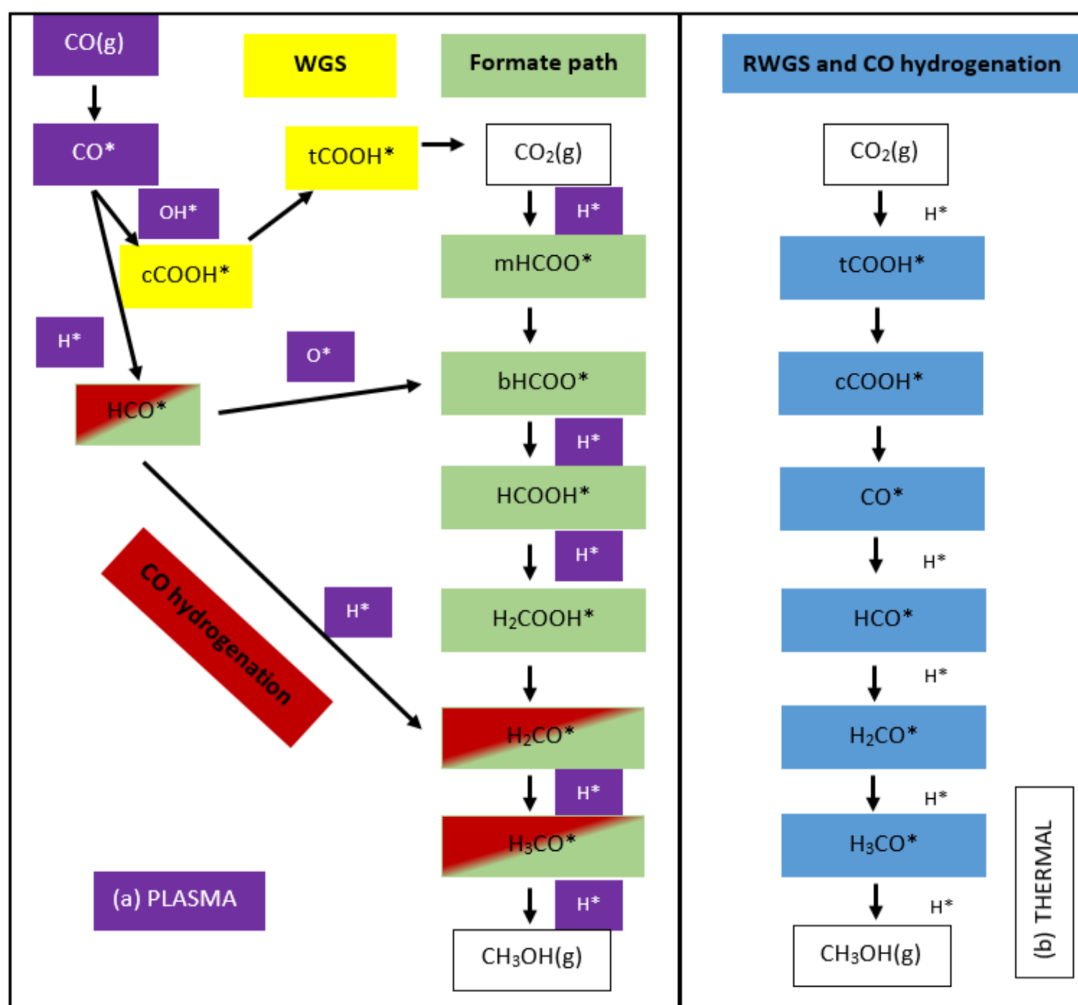 CO(g)
WGS
Formate path
RWGS and CO hydrogenation
CO*
tCOOH*
CO₂(g)
CO₂(g)
OH*
H*
H*
cCOOH*
mHCOO*
tCOOH*
H*
O*
bHCOO*
cCOOH*
HCO*
H*
HCOOH*
CO*
H*
H*
CO hydrogenation
H*
H₂COOH*
HCO*
H*
H₂CO*
H₂CO*
H*
H*
H₃CO*
H₃CO*
(a) PLASMA
H*
H*
(b) THERMAL
CH₃OH(g)
CH₃OH(g)